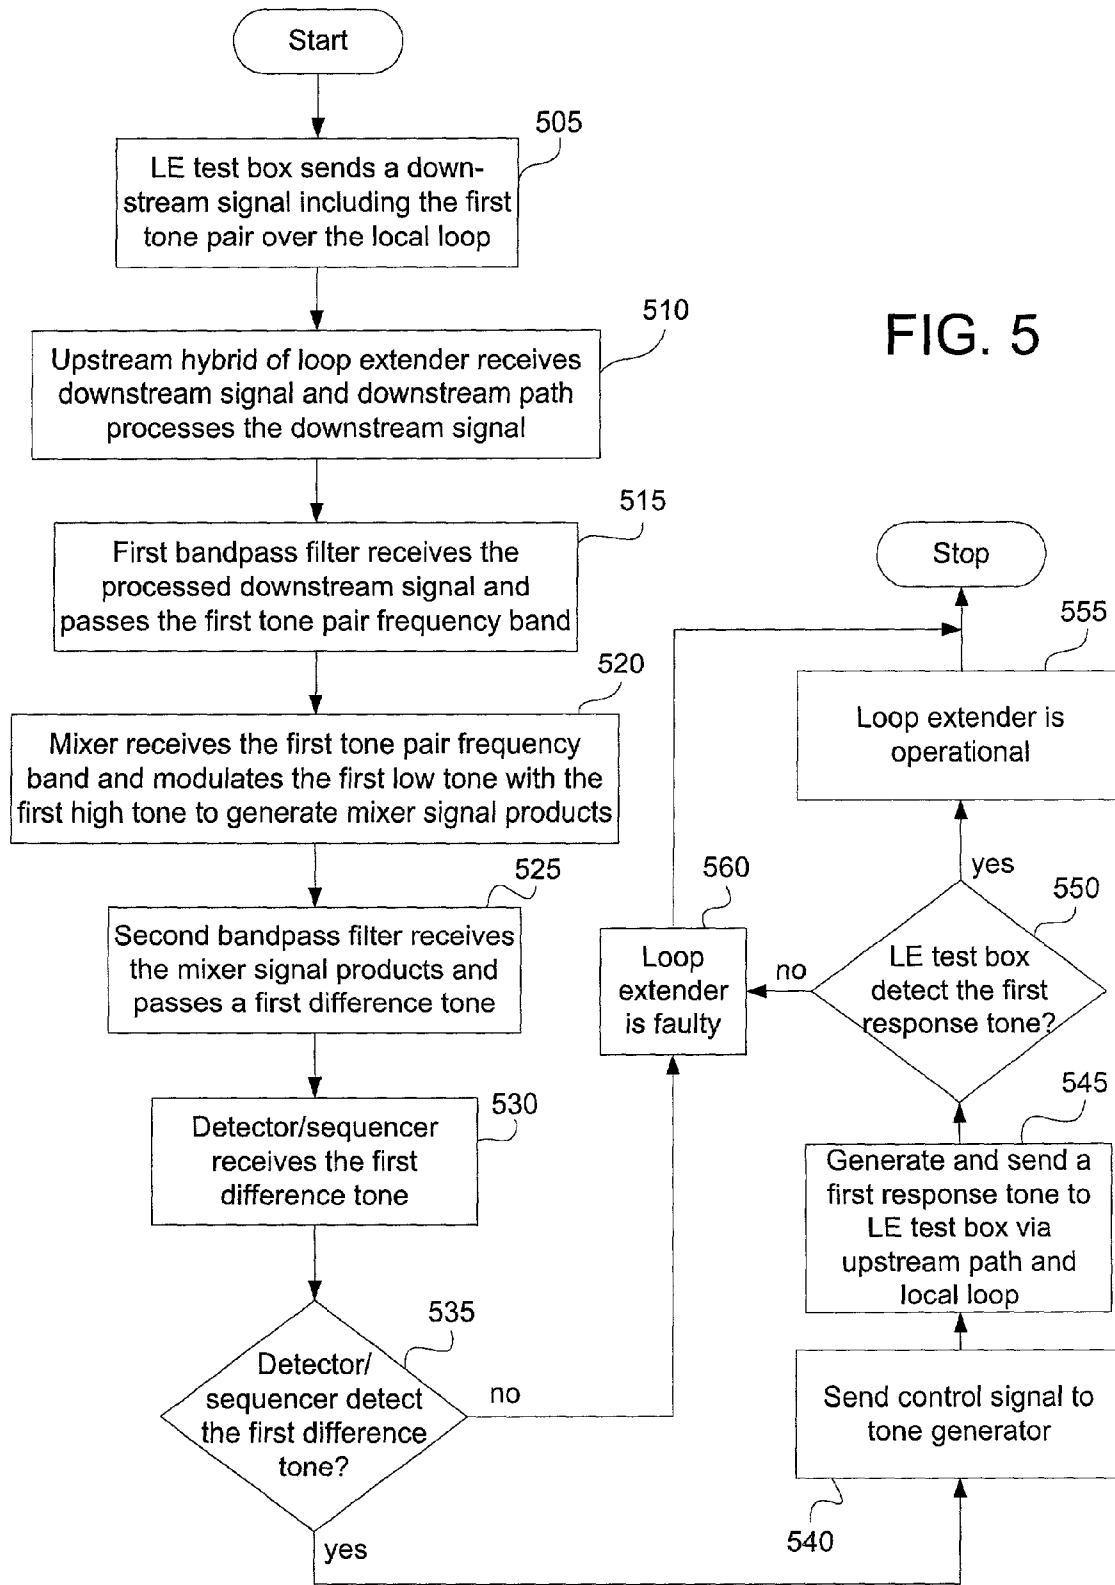 Start
505
LE test box sends a down-
stream signal including the first
tone pair over the local loop
510
Upstream hybrid of loop extender receives
downstream signal and downstream path
processes the downstream signal
FIG. 5
515
First bandpass filter receives the
processed downstream signal and
passes the first tone pair frequency band
520
Mixer receives the first tone pair frequency
band and modulates the first low tone with the
first high tone to generate mixer signal products
525
Second bandpass filter receives
the mixer signal products and
passes a first difference tone
530
Detector/sequencer
receives the first
difference tone
535
Detector/
sequencer detect
the first difference
tone?
no
yes
540
Send control signal to
tone generator
545
Generate and send a
first response tone to
LE test box via
upstream path and
local loop
550
LE test box
detect the first
response tone?
no
yes
560
Loop
extender
is faulty
555
Loop extender is
operational
Stop